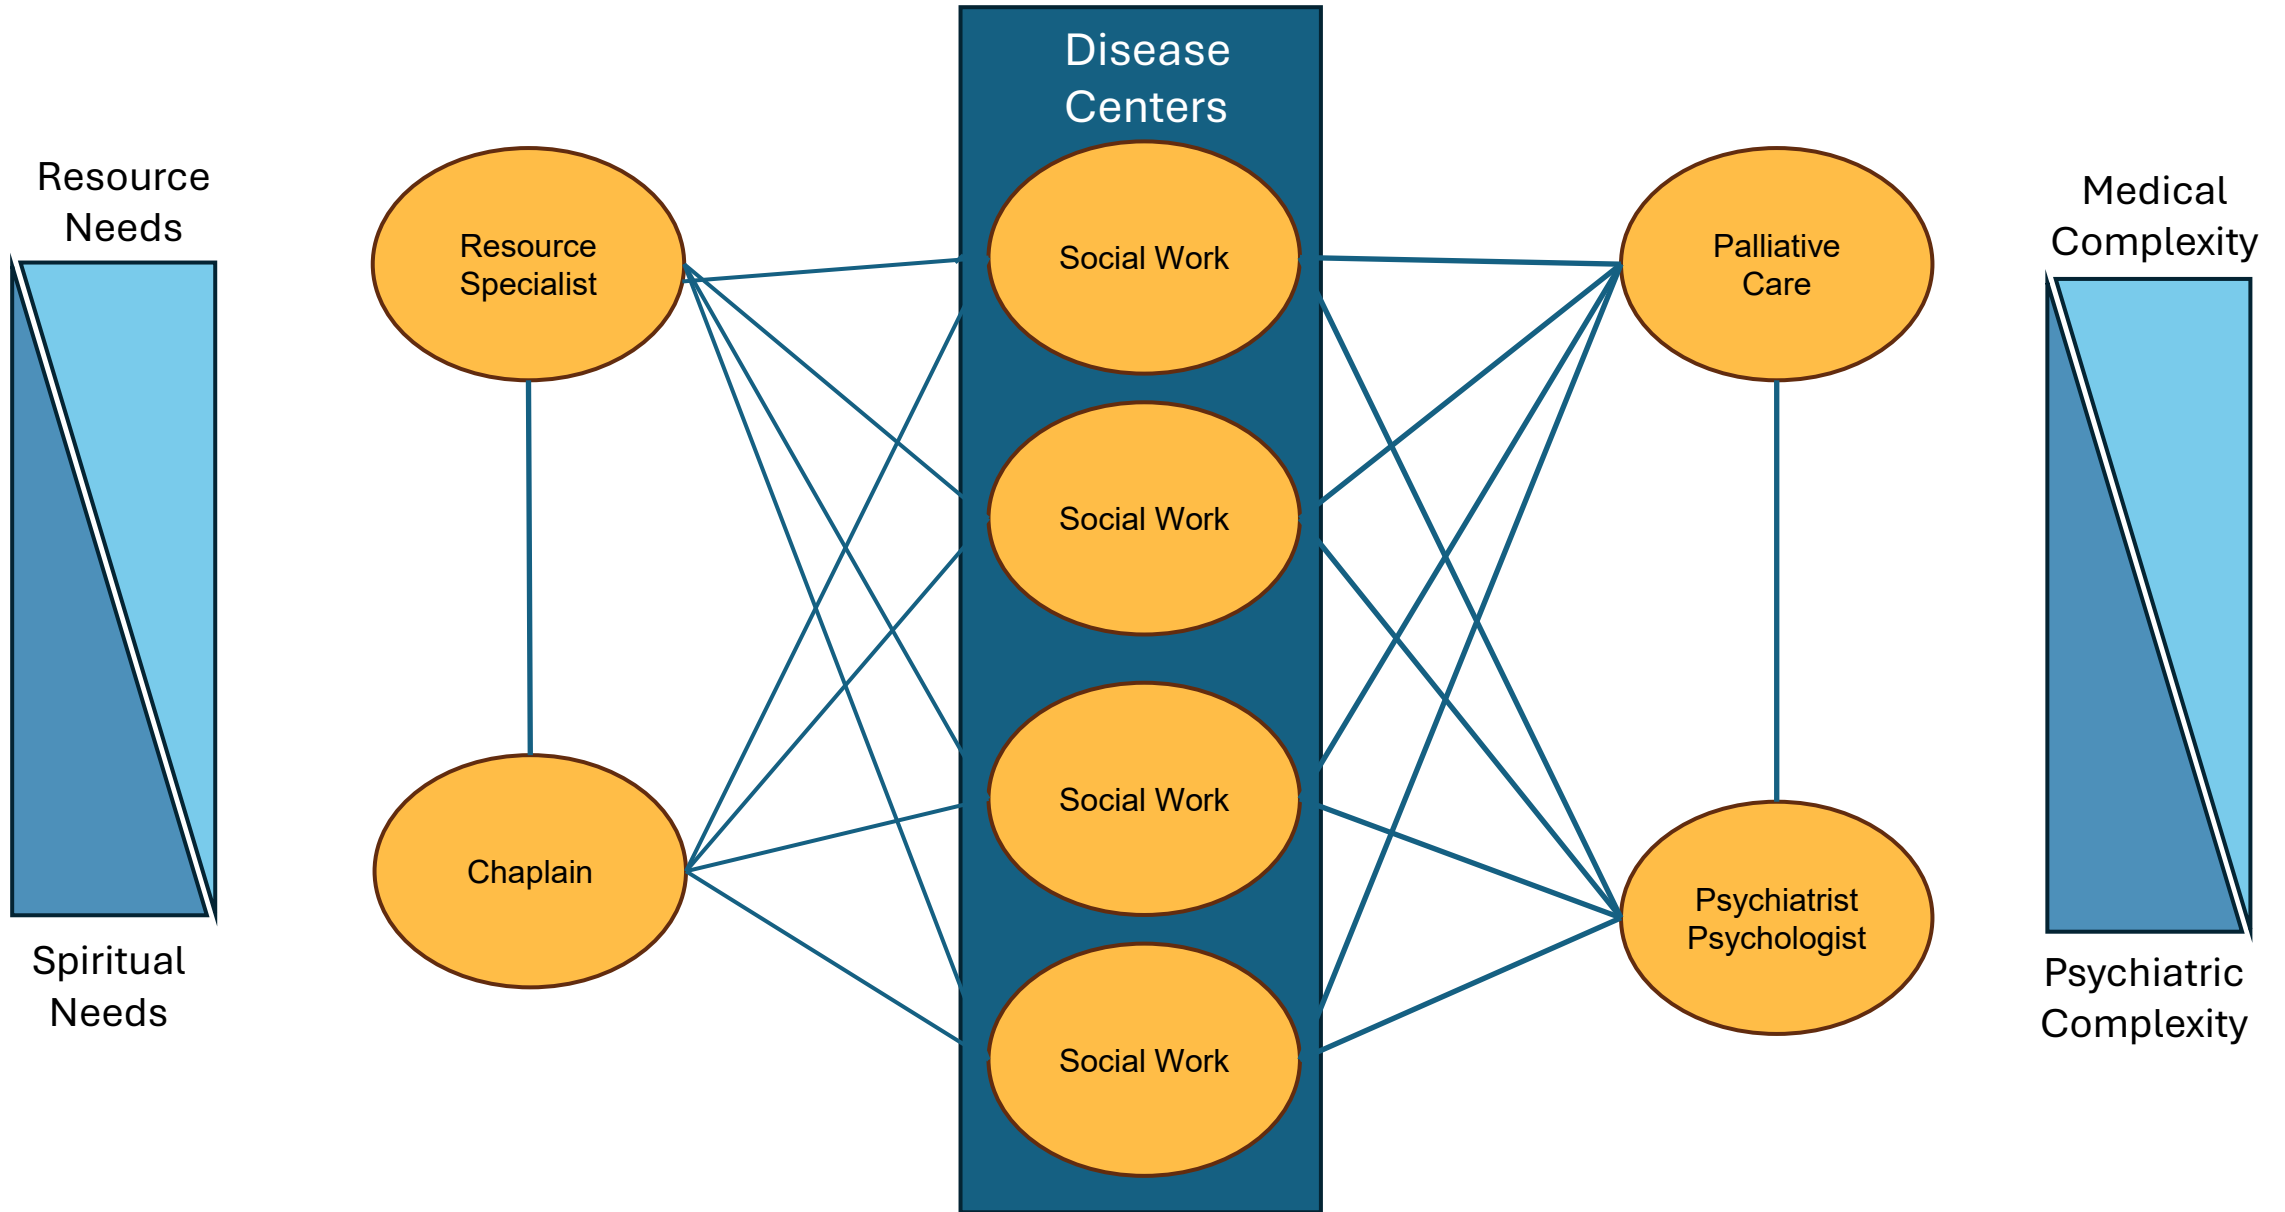 Disease
Centers
Resource
Needs
Spiritual
Needs
Resource
Specialist
Chaplain
Social Work
Social Work
Social Work
Social Work
Palliative
Care
Psychiatrist
Psychologist
Medical
Complexity
Psychiatric
Complexity